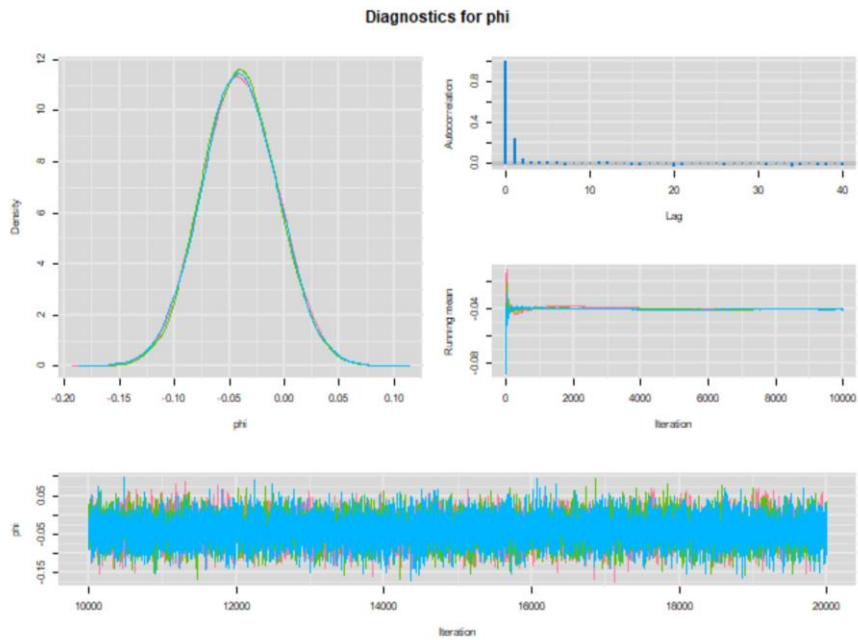 Diagnostics for phi
Density
12
10
8
6
4
2
0
-0.20 -0.15 -0.10 -0.05 0.00 0.05 0.10
phi
Autocorrelation
0.8
0.4
0.0
0 10 20 30 40
Lag
Running mean
-0.04
-0.08
0 2000 4000 6000 8000 10000
Iteration
phi
0.05
-0.05
-0.15
10000 12000 14000 16000 18000 20000
Iteration